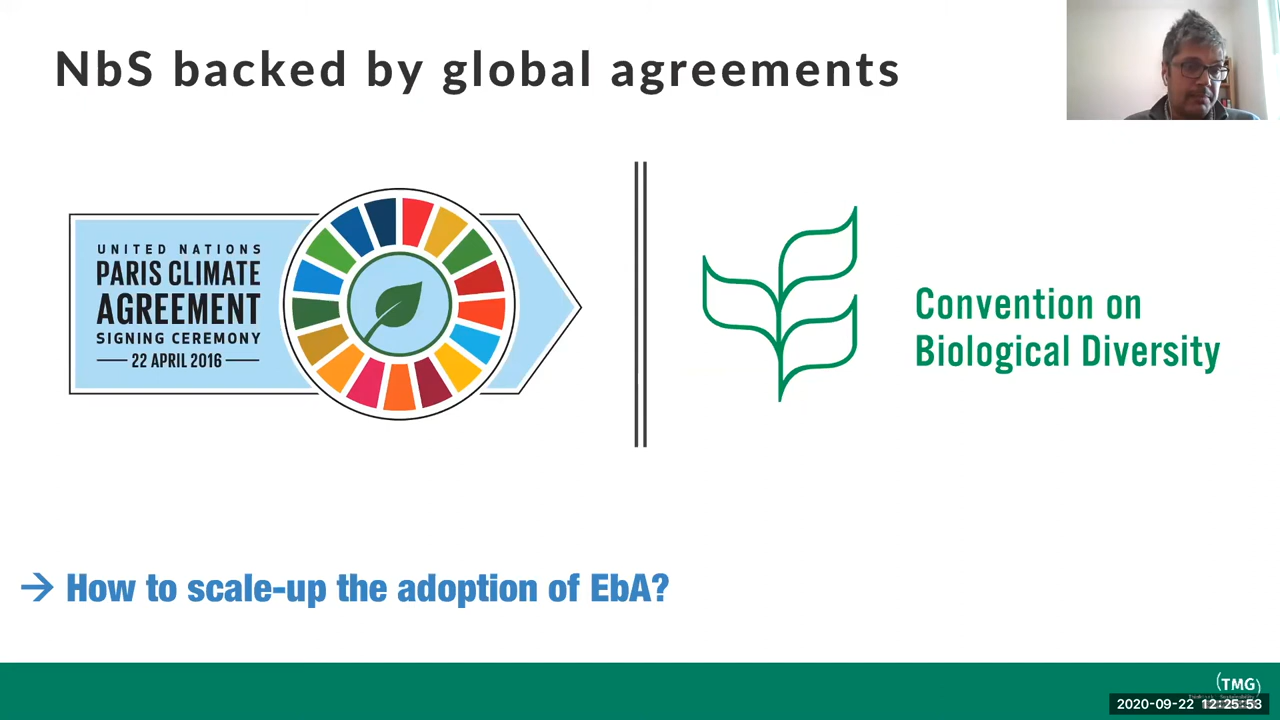 NbS backed by global agreements
UNITED NATIONS
PARIS CLIMATE
AGREEMENT
SIGNING CEREMONY
22 APRIL 2016
Convention on
Biological Diversity
→ How to scale-up the adoption of EbA?
(TMG)
2020-09-22 12:25:53